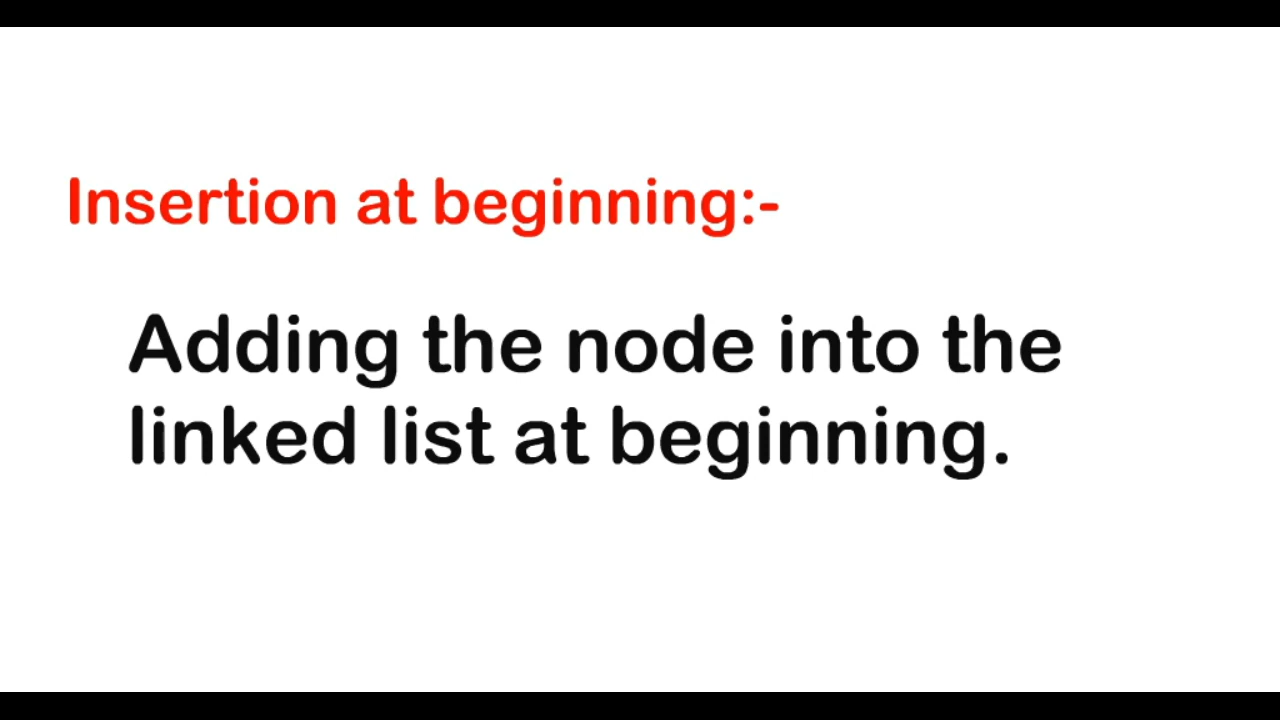 Insertion at beginning:-
Adding the node into the
linked list at beginning.